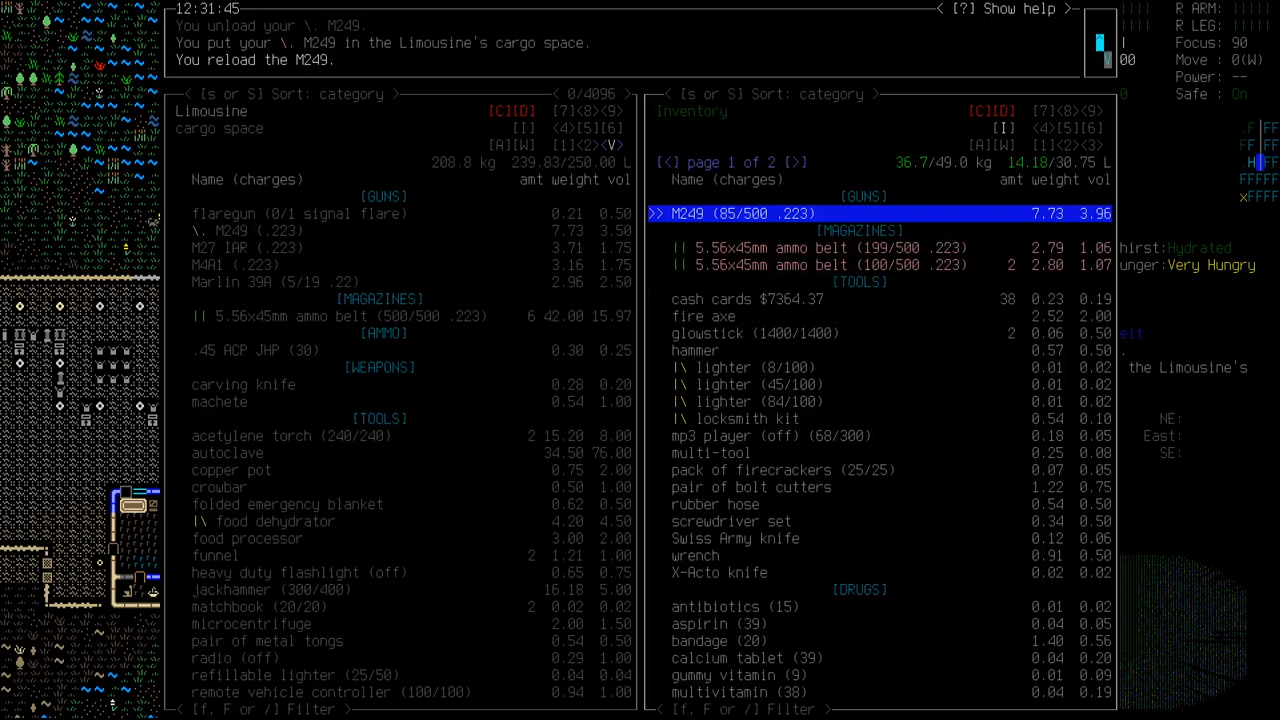 12:31:45
< [?] Show help >
You unload your \. M249.
You put your \. M249 in the Limousine's cargo space.
You reload the M249.
R ARM:
R LEG:
Focus: 90
Move : 0(W)
Power: --
Safe : On
< [s or S] Sort: category > < 0/4096 >
Limousine [C][D] [7]<8><9>
cargo space [I] <4>[5][6]
[A][W] [1]<2><V>
208.8 kg 239.83/250.00 L
Name (charges) amt weight vol
[GUNS]
flaregun (0/1 signal flare) 0.21 0.50
\. M249 (.223) 7.73 3.50
M27 IAR (.223) 3.71 1.75
M4A1 (.223) 3.16 1.75
Marlin 39A (5/19 .22) 2.96 2.50
[MAGAZINES]
|| 5.56x45mm ammo belt (500/500 .223) 6 42.00 15.97
[AMMO]
.45 ACP JHP (30) 0.30 0.25
[WEAPONS]
carving knife 0.28 0.20
machete 0.54 1.00
[TOOLS]
acetylene torch (240/240) 2 15.20 8.00
autoclave 34.50 76.00
copper pot 0.75 2.00
crowbar 0.50 1.00
folded emergency blanket 0.62 0.50
|\ food dehydrator 4.20 4.50
food processor 3.00 2.00
funnel 2 1.21 1.00
heavy duty flashlight (off) 0.65 0.75
jackhammer (300/400) 16.18 5.00
matchbook (20/20) 2 0.02 0.02
microcentrifuge 2.00 1.50
pair of metal tongs 0.54 0.50
radio (off) 0.29 1.00
refillable lighter (25/50) 0.04 0.04
remote vehicle controller (100/100) 0.94 1.00
< [f, F or /] Filter >
< [s or S] Sort: category >
Inventory [C][D] [7]<8><9>
[I] <4>[5][6]
[A][W] [1]<2><3>
[<] page 1 of 2 [>] 36.7/49.0 kg 14.18/30.75 L
Name (charges) amt weight vol
[GUNS]
>> M249 (85/500 .223) 7.73 3.96
[MAGAZINES]
|| 5.56x45mm ammo belt (199/500 .223) 2.79 1.06
|| 5.56x45mm ammo belt (100/500 .223) 2 2.80 1.07
[TOOLS]
cash cards $7364.37 38 0.23 0.19
fire axe 2.52 2.00
glowstick (1400/1400) 2 0.06 0.50
hammer 0.57 0.50
|\ lighter (8/100) 0.01 0.02
|\ lighter (45/100) 0.01 0.02
|\ lighter (84/100) 0.01 0.02
|\ locksmith kit 0.54 0.10
mp3 player (off) (68/300) 0.18 0.05
multi-tool 0.25 0.08
pack of firecrackers (25/25) 0.07 0.05
pair of bolt cutters 1.22 0.75
rubber hose 0.54 0.50
screwdriver set 0.34 0.50
Swiss Army knife 0.12 0.06
wrench 0.91 0.50
X-Acto knife 0.02 0.02
[DRUGS]
antibiotics (15) 0.01 0.02
aspirin (39) 0.04 0.05
bandage (20) 1.40 0.56
calcium tablet (39) 0.04 0.20
gummy vitamin (9) 0.01 0.09
multivitamin (38) 0.04 0.19
< [f, F or /] Filter >
hirst: Hydrated
unger: Very Hungry
elt
the Limousine's
NE:
East:
SE: